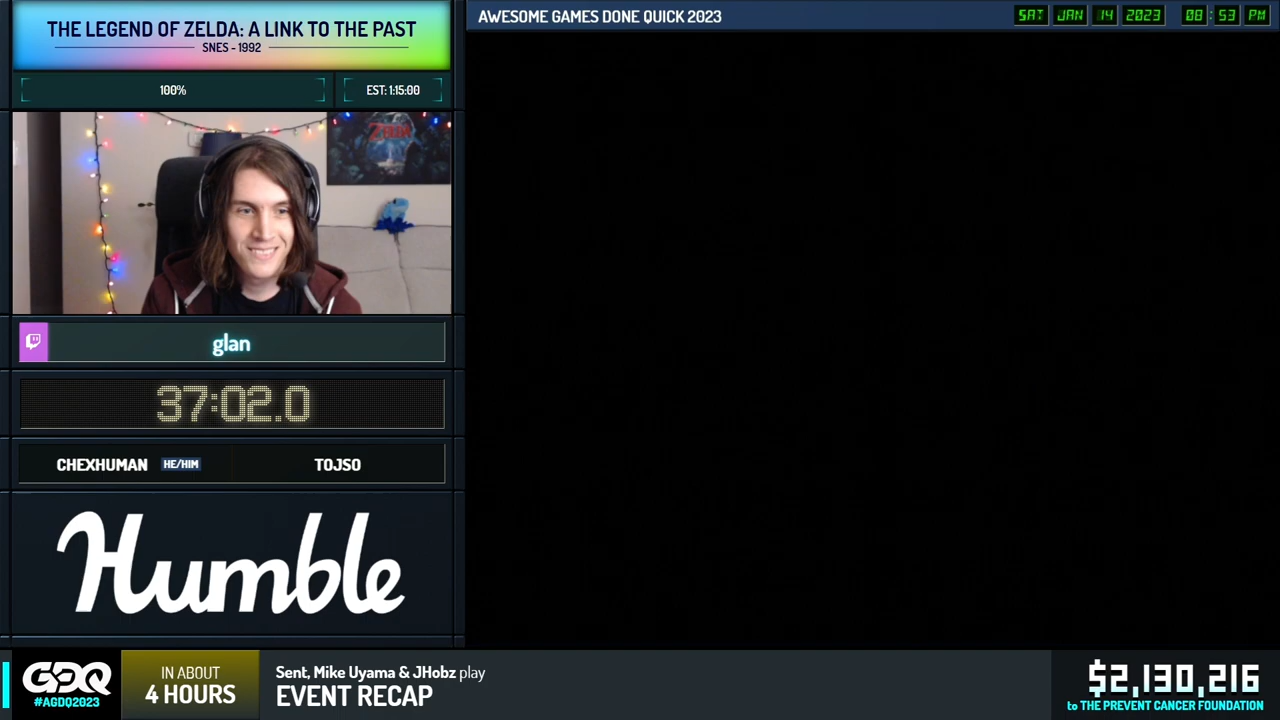 THE LEGEND OF ZELDA: A LINK TO THE PAST
SNES - 1992
100%
EST: 1:15:00
ZELDA
glan
37:02.0
CHEXHUMAN HE/HIM TOJSO
Humble
AWESOME GAMES DONE QUICK 2023
SAT JAN 14 2023 08:53 PM
GDQ
#AGDQ2023
IN ABOUT
4 HOURS
Sent, Mike Uyama & JHobz play
EVENT RECAP
$2,130,216
to THE PREVENT CANCER FOUNDATION